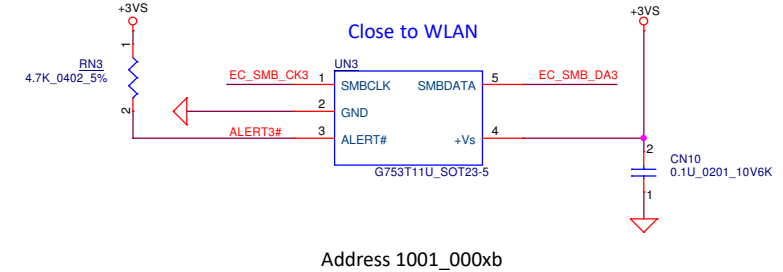 +3VS
+3VS
Close to WLAN
RN3
4.7K_0402_5%
1
2
UN3
EC_SMB_CK3 1 SMBCLK SMBDATA 5 EC_SMB_DA3
2 GND
ALERT3# 3 ALERT# +Vs 4
G753T11U_SOT23-5
2
CN10
0.1U_0201_10V6K
1
Address 1001_000xb